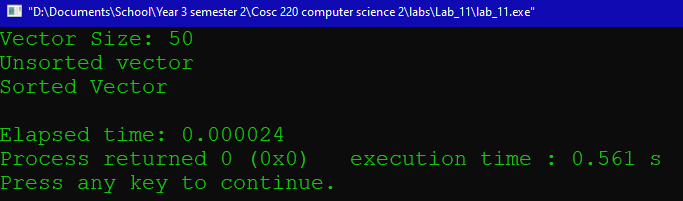 "D:\Documents\School\Year 3 semester 2\Cosc 220 computer science 2\labs\Lab_11\lab_11.exe"
Vector Size: 50
Unsorted vector
Sorted Vector
Elapsed time: 0.000024
Process returned 0 (0x0)   execution time : 0.561 s
Press any key to continue.